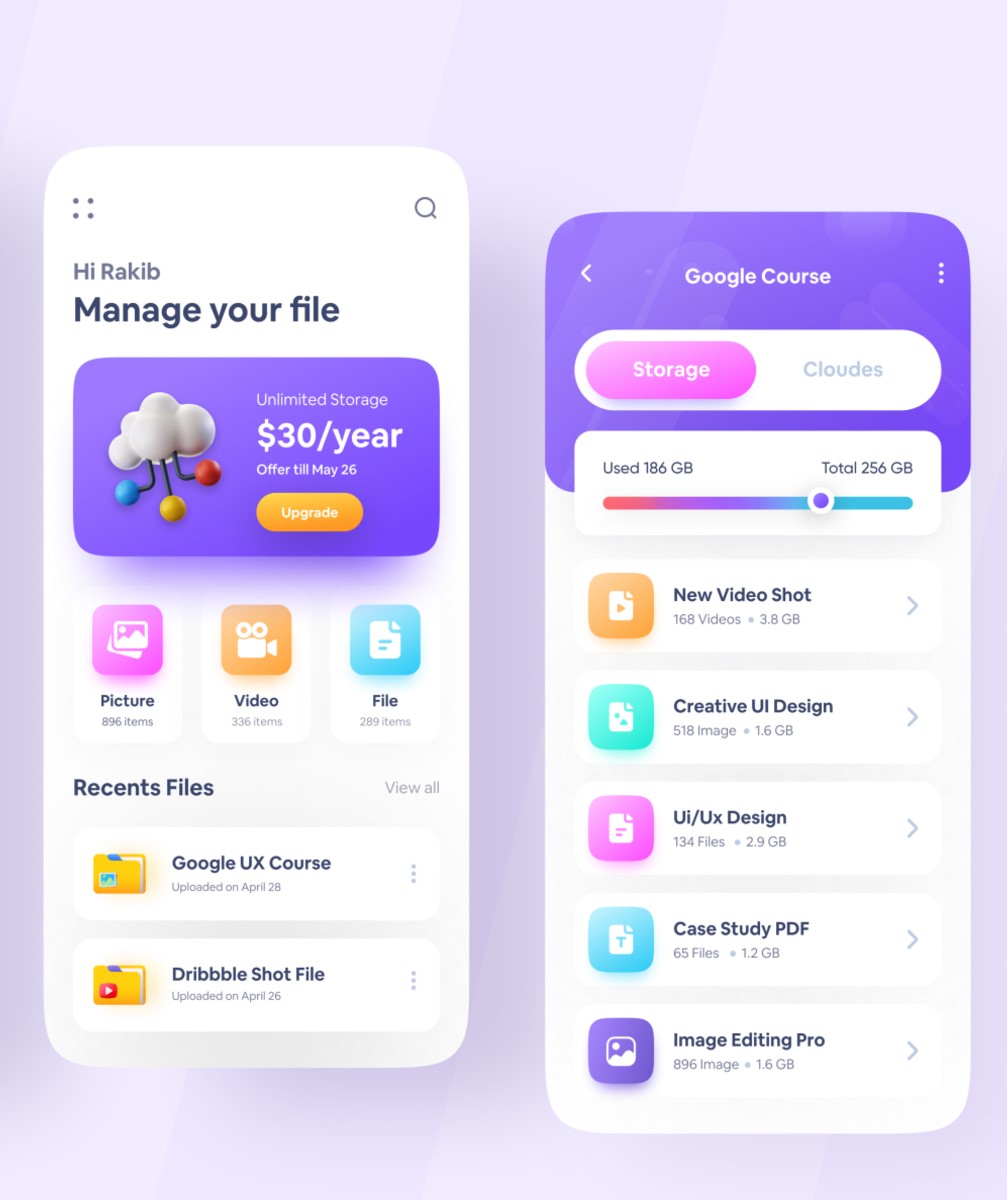 Hi Rakib
Manage your file
Unlimited Storage
$30/year
Offer till May 26
Upgrade
Picture
896 items
Video
336 items
File
289 items
Recents Files
View all
Google UX Course
Uploaded on April 28
Dribbble Shot File
Uploaded on April 26
Google Course
Storage
Cloudes
Used 186 GB
Total 256 GB
New Video Shot
168 Videos • 3.8 GB
Creative UI Design
518 Image • 1.6 GB
Ui/Ux Design
134 Files • 2.9 GB
Case Study PDF
65 Files • 1.2 GB
Image Editing Pro
896 Image • 1.6 GB